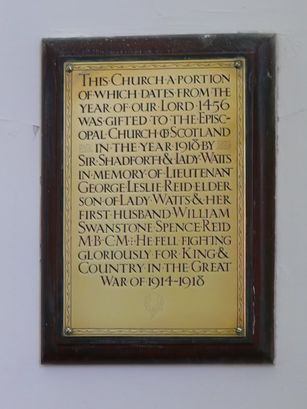 THIS·CHURCH·A·PORTION
OF WHICH DATES FROM THE
YEAR OF OUR LORD 1456
WAS GIFTED TO THE EPISC-
OPAL·CHURCH OF SCOTLAND
IN THE YEAR 1918 BY
SIR·SHADFORTH & LADY·WATTS
IN·MEMORY OF LIEUTENANT
GEORGE·LESLIE·REID·ELDER
SON OF LADY·WATTS & HER
FIRST·HUSBAND WILLIAM
SWANSTONE SPENCE·REID
M·B·C·M·: HE FELL FIGHTING
GLORIOUSLY FOR KING &
COUNTRY IN THE GREAT
WAR OF 1914-1918